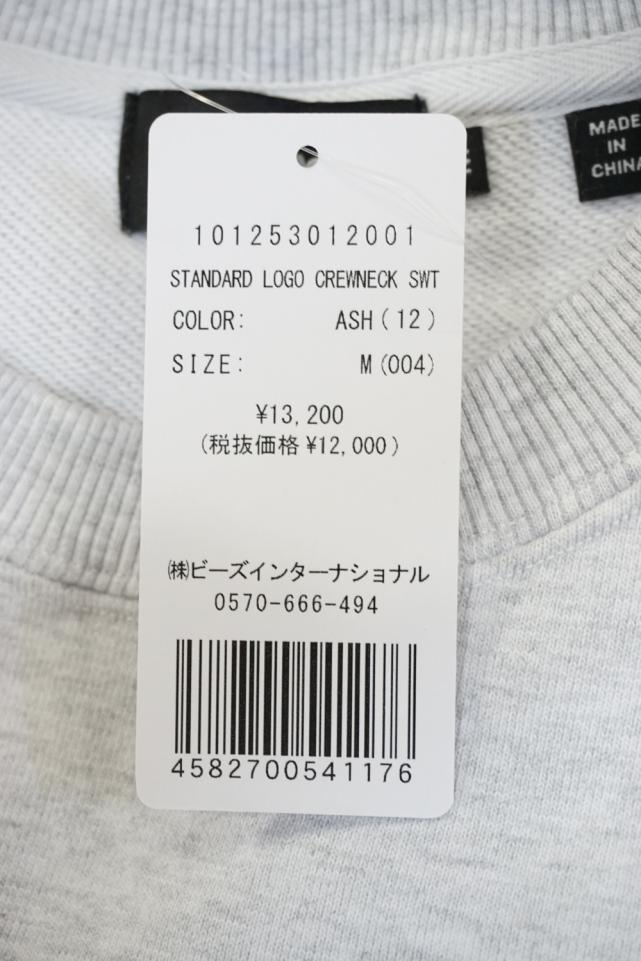 MADE
IN
CHINA
101253012001
STANDARD LOGO CREWNECK SWT
COLOR: ASH(12)
SIZE: M(004)
¥13,200
(税抜価格¥12,000)
㈱ビーズインターナショナル
0570-666-494
4582700541176